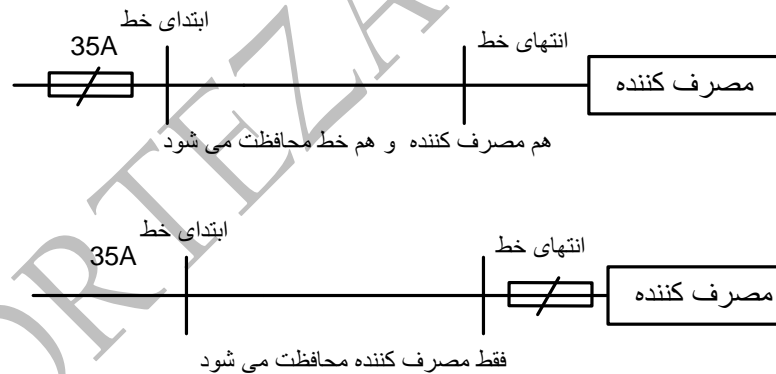 ابتدای خط
35A
انتهای خط
مصرف کننده
هم مصرف کننده و هم خط محافظت می شود
ابتدای خط
35A
انتهای خط
مصرف کننده
فقط مصرف کننده محافظت می شود
ORTEZA